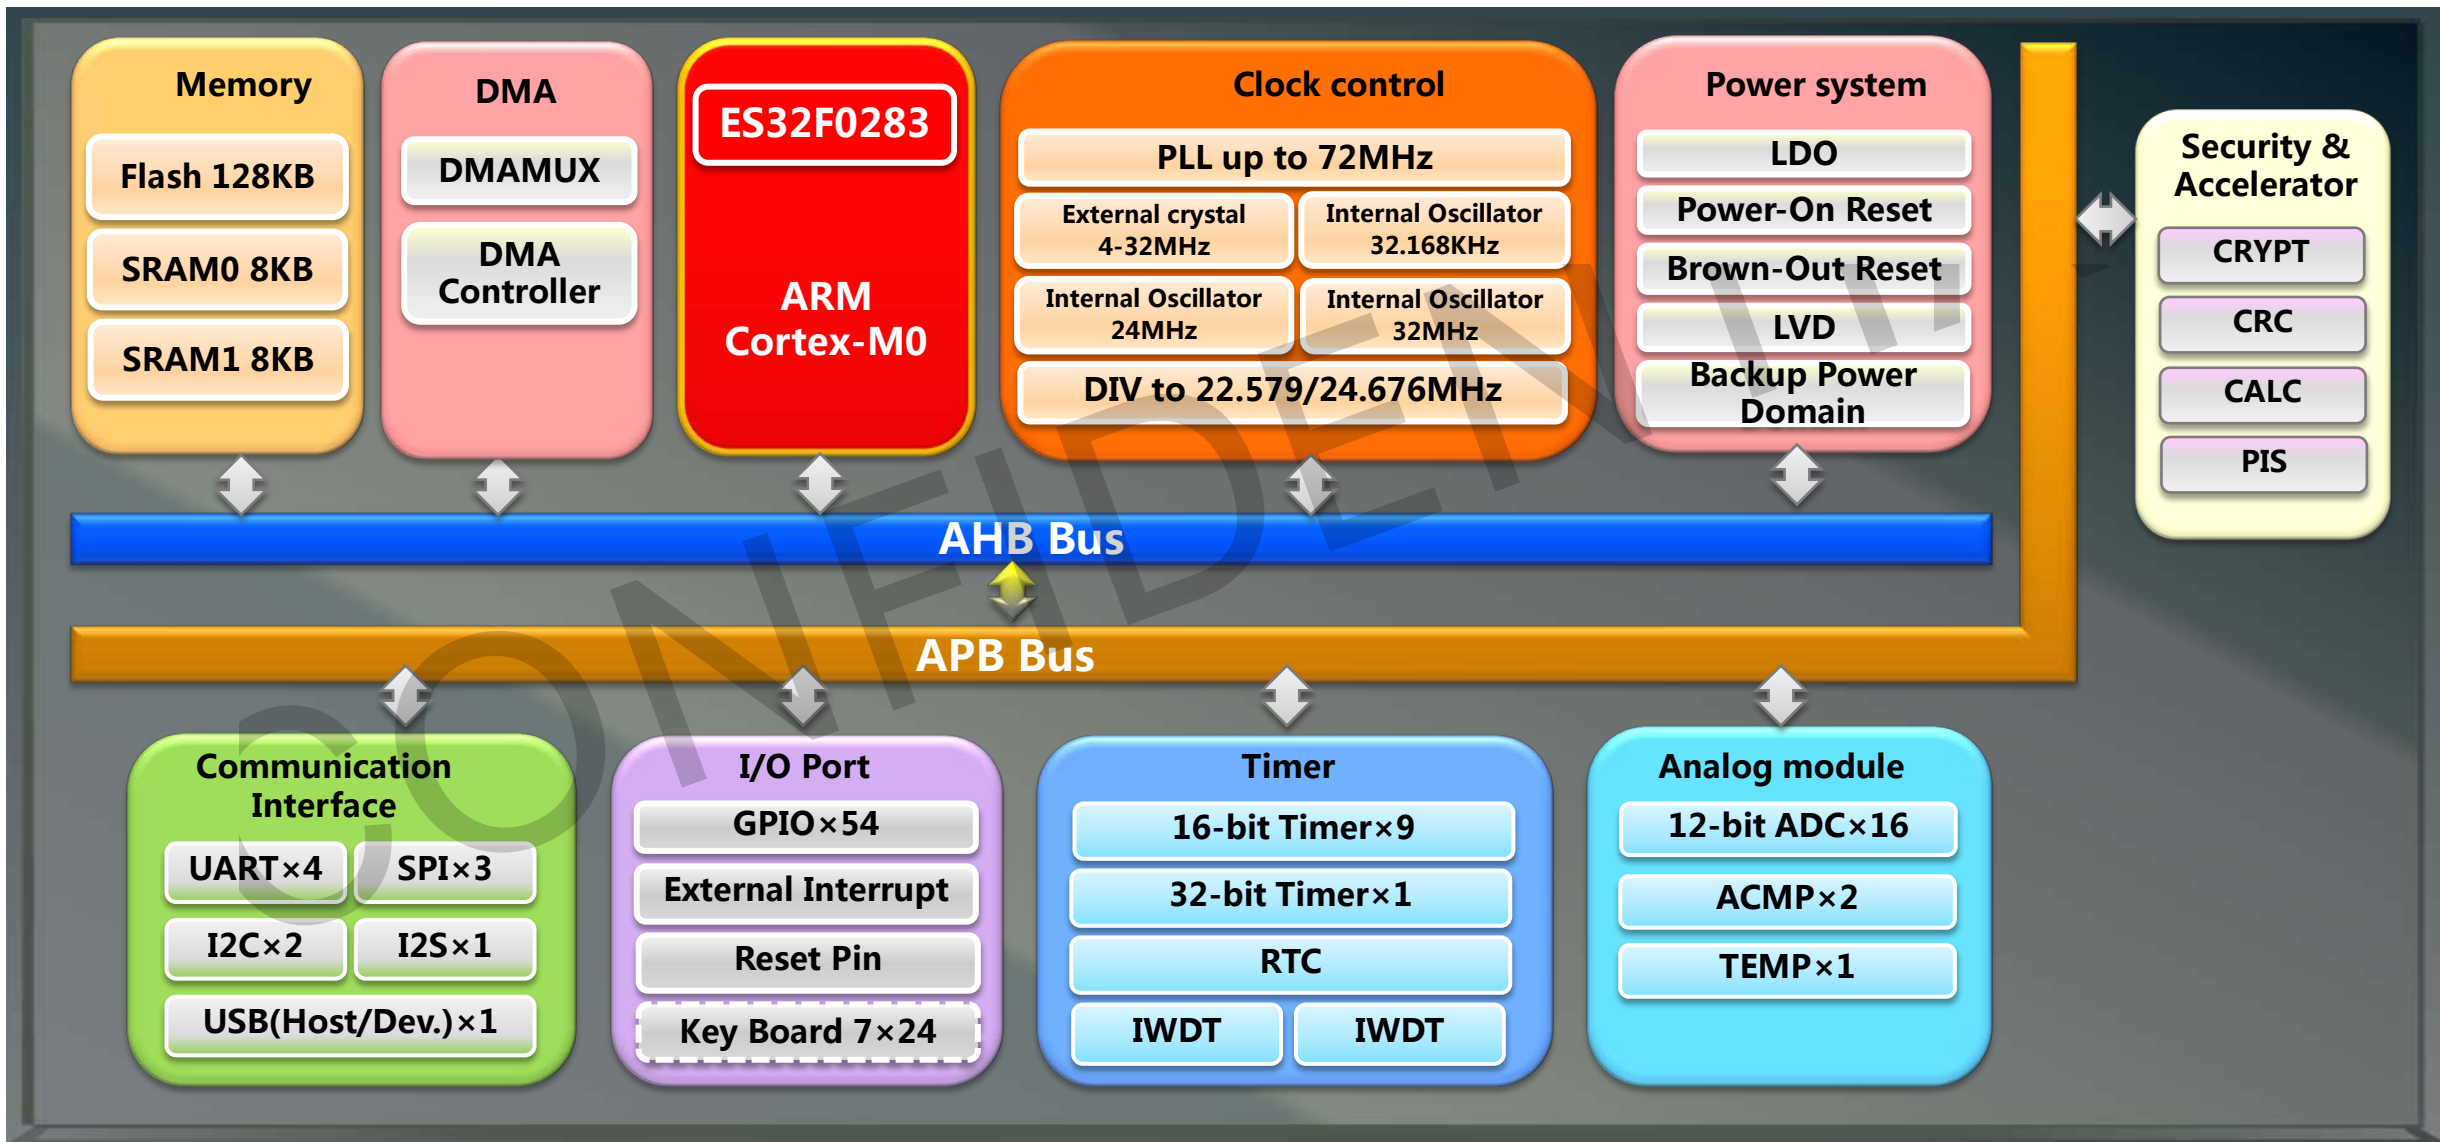 Memory
Flash 128KB
SRAM0 8KB
SRAM1 8KB
DMA
DMAMUX
DMA
Controller
ES32F0283
ARM
Cortex-M0
Clock control
PLL up to 72MHz
External crystal
4-32MHz
Internal Oscillator
32.168KHz
Internal Oscillator
24MHz
Internal Oscillator
32MHz
DIV to 22.579/24.676MHz
Power system
LDO
Power-On Reset
Brown-Out Reset
LVD
Backup Power
Domain
Security &
Accelerator
CRYPT
CRC
CALC
PIS
AHB Bus
APB Bus
Communication
Interface
UART×4
SPI×3
I2C×2
I2S×1
USB(Host/Dev.)×1
I/O Port
GPIO×54
External Interrupt
Reset Pin
Key Board 7×24
Timer
16-bit Timer×9
32-bit Timer×1
RTC
IWDT
IWDT
Analog module
12-bit ADC×16
ACMP×2
TEMP×1